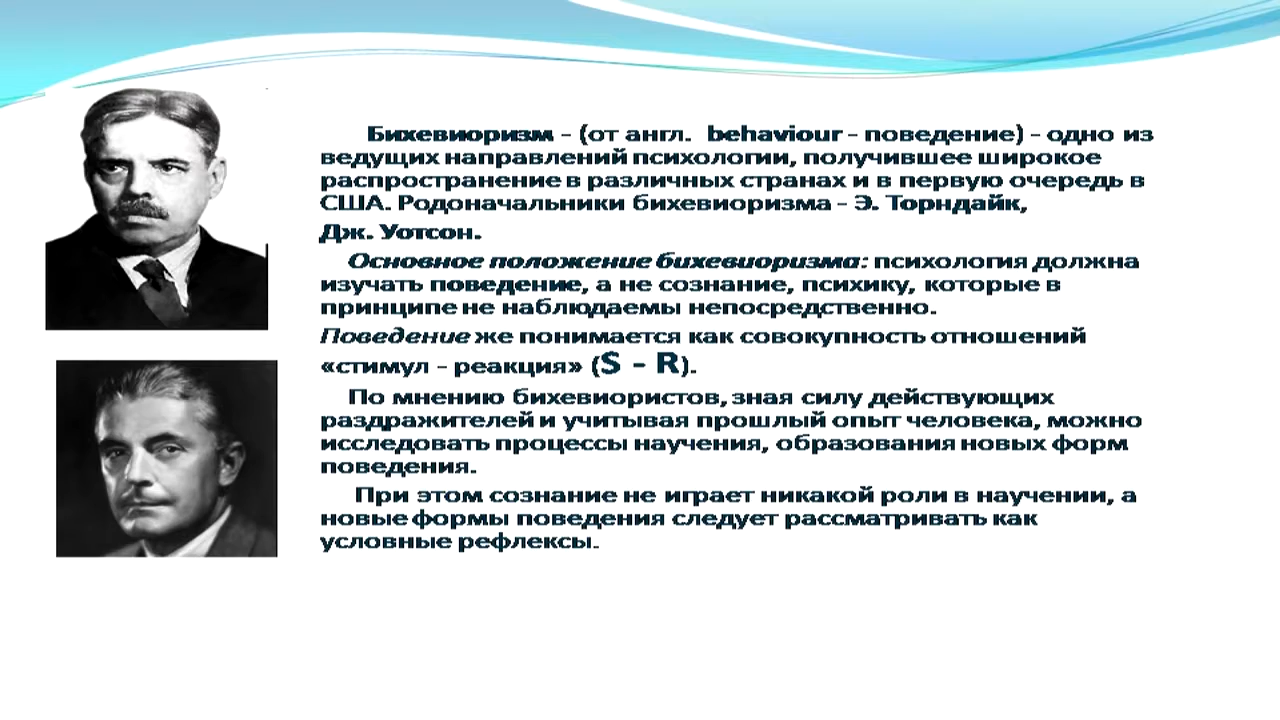 Бихевиоризм – (от англ. behaviour – поведение) – одно из
ведущих направлений психологии, получившее широкое
распространение в различных странах и в первую очередь в
США. Родоначальники бихевиоризма – Э. Торндайк,
Дж. Уотсон.
Основное положение бихевиоризма: психология должна
изучать поведение, а не сознание, психику, которые в
принципе не наблюдаемы непосредственно.
Поведение же понимается как совокупность отношений
«стимул – реакция» (S – R).
По мнению бихевиористов, зная силу действующих
раздражителей и учитывая прошлый опыт человека, можно
исследовать процессы научения, образования новых форм
поведения.
При этом сознание не играет никакой роли в научении, а
новые формы поведения следует рассматривать как
условные рефлексы.